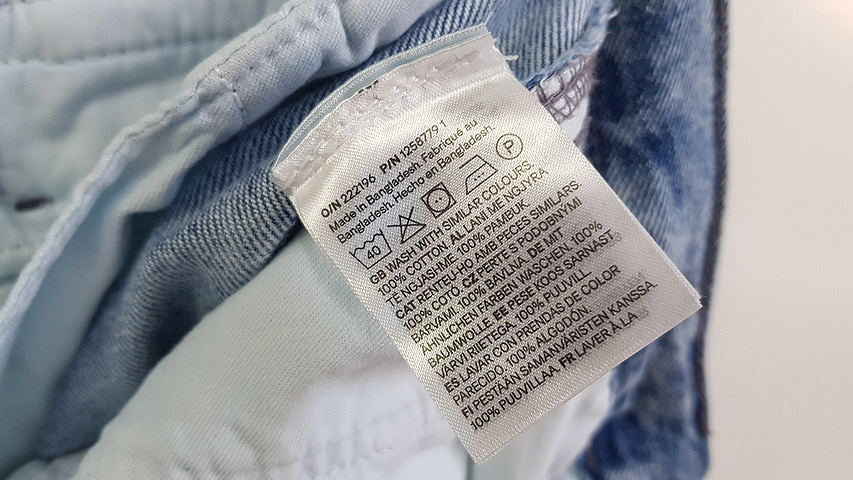 O/N 222196 P/N 1258779 1
Made in Bangladesh. Fabriqué au
Bangladesh. Hecho en Bangladesh.
40 P
GB WASH WITH SIMILAR COLOURS.
100% COTTON. AL LANI ME NGJYRA
TË NGJASHME. 100% PAMBUK.
CAT RENTEU-HO AMB PECES SIMILARS.
100% COTÓ. CZ PERTE S PODOBNÝMI
BARVAMI. 100% BAVLNA. DE MIT
ÄHNLICHEN FARBEN WASCHEN. 100%
BAUMWOLLE. EE PESE KOOS SARNAST
VÄRVI RIIETEGA. 100% PUUVILL.
ES LAVAR CON PRENDAS DE COLOR
PARECIDO. 100% ALGODÓN.
FI PESTÄÄN SAMANVÄRISTEN KANSSA.
100% PUUVILLAA. FR LAVER À LA